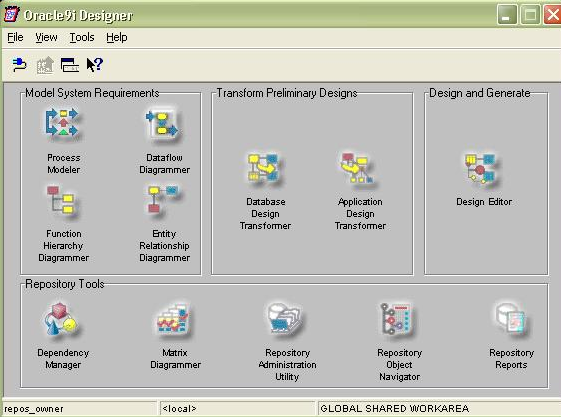 Oracle9i Designer
File View Tools Help
Model System Requirements
Transform Preliminary Designs
Design and Generate
Process
Modeler
Dataflow
Diagrammer
Function
Hierarchy
Diagrammer
Entity
Relationship
Diagrammer
Database
Design
Transformer
Application
Design
Transformer
Design Editor
Repository Tools
Dependency
Manager
Matrix
Diagrammer
Repository
Administration
Utility
Repository
Object
Navigator
Repository
Reports
repos_owner
<local>
GLOBAL SHARED WORKAREA